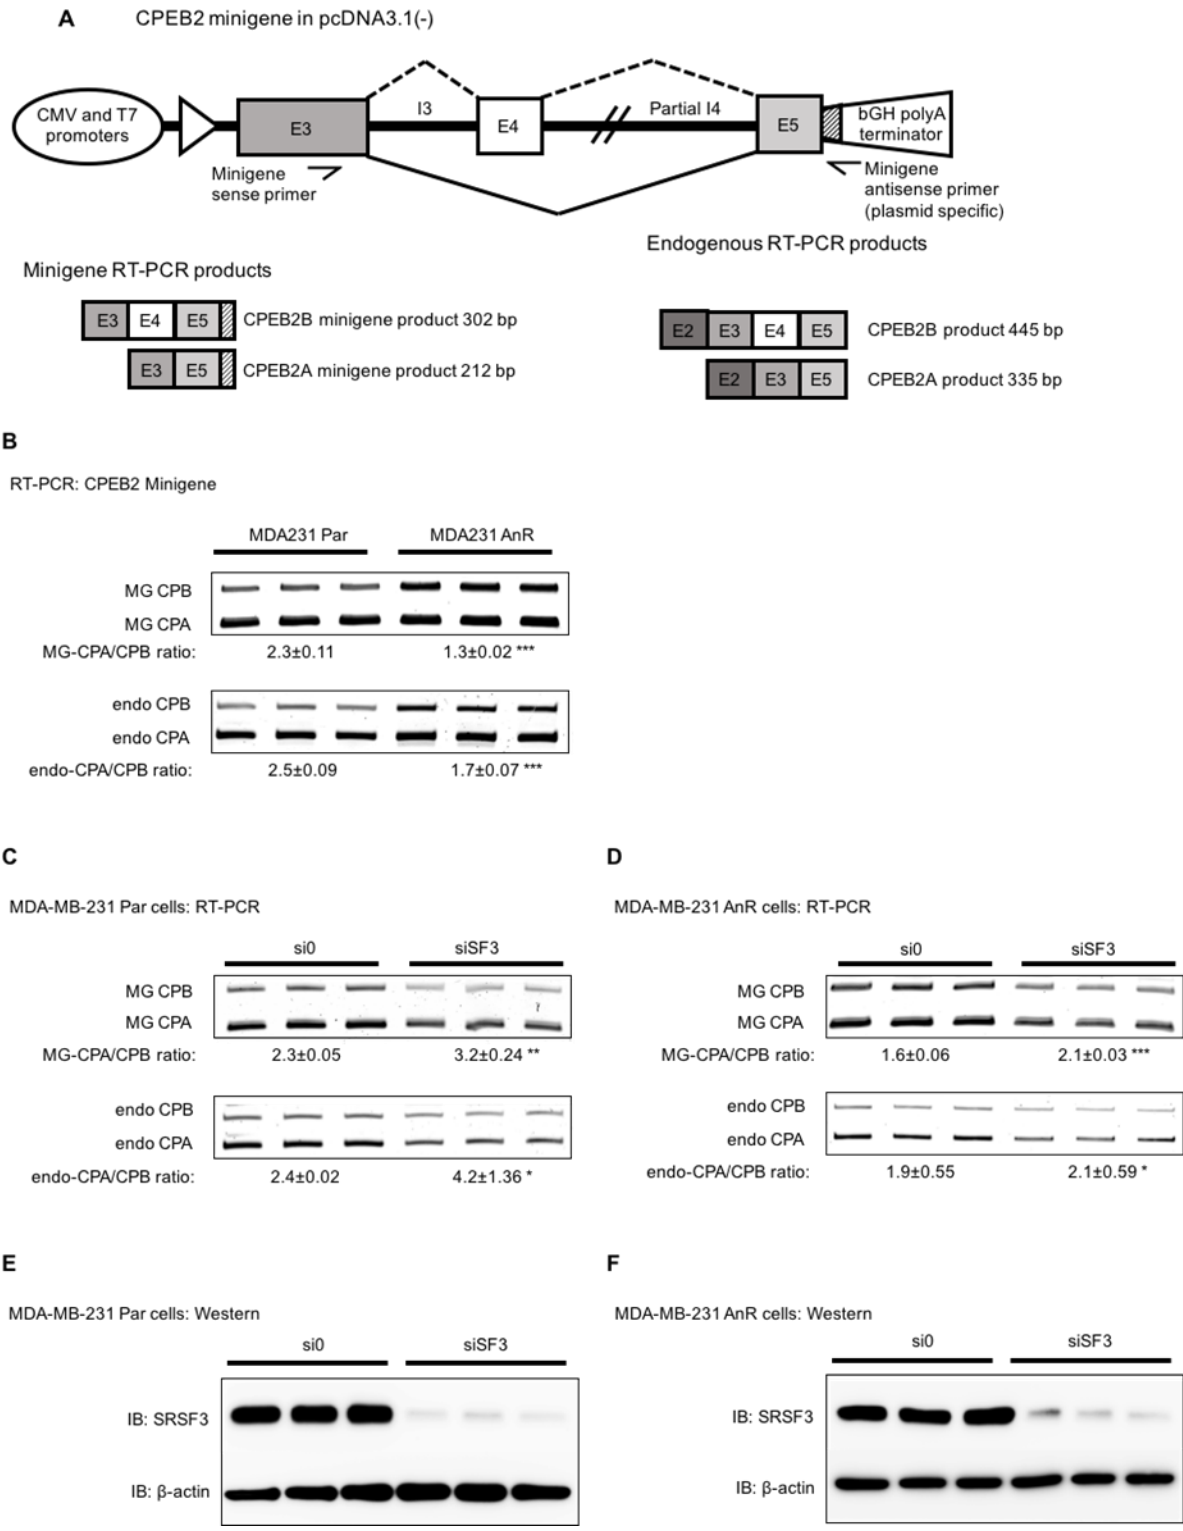 A
CPEB2 minigene in pcDNA3.1(-)
CMV and T7
promoters
E3
I3
E4
Partial I4
E5
bGH polyA
terminator
Minigene
sense primer
Minigene
antisense primer
(plasmid specific)
Minigene RT-PCR products
E3 E4 E5 CPEB2B minigene product 302 bp
E3 E5 CPEB2A minigene product 212 bp
Endogenous RT-PCR products
E2 E3 E4 E5 CPEB2B product 445 bp
E2 E3 E5 CPEB2A product 335 bp
B
RT-PCR: CPEB2 Minigene
MDA231 Par MDA231 AnR
MG CPB
MG CPA
MG-CPA/CPB ratio: 2.3±0.11 1.3±0.02 ***
endo CPB
endo CPA
endo-CPA/CPB ratio: 2.5±0.09 1.7±0.07 ***
C
MDA-MB-231 Par cells: RT-PCR
si0 siSF3
MG CPB
MG CPA
MG-CPA/CPB ratio: 2.3±0.05 3.2±0.24 **
endo CPB
endo CPA
endo-CPA/CPB ratio: 2.4±0.02 4.2±1.36 *
D
MDA-MB-231 AnR cells: RT-PCR
si0 siSF3
MG CPB
MG CPA
MG-CPA/CPB ratio: 1.6±0.06 2.1±0.03 ***
endo CPB
endo CPA
endo-CPA/CPB ratio: 1.9±0.55 2.1±0.59 *
E
MDA-MB-231 Par cells: Western
si0 siSF3
IB: SRSF3
IB: β-actin
F
MDA-MB-231 AnR cells: Western
si0 siSF3
IB: SRSF3
IB: β-actin